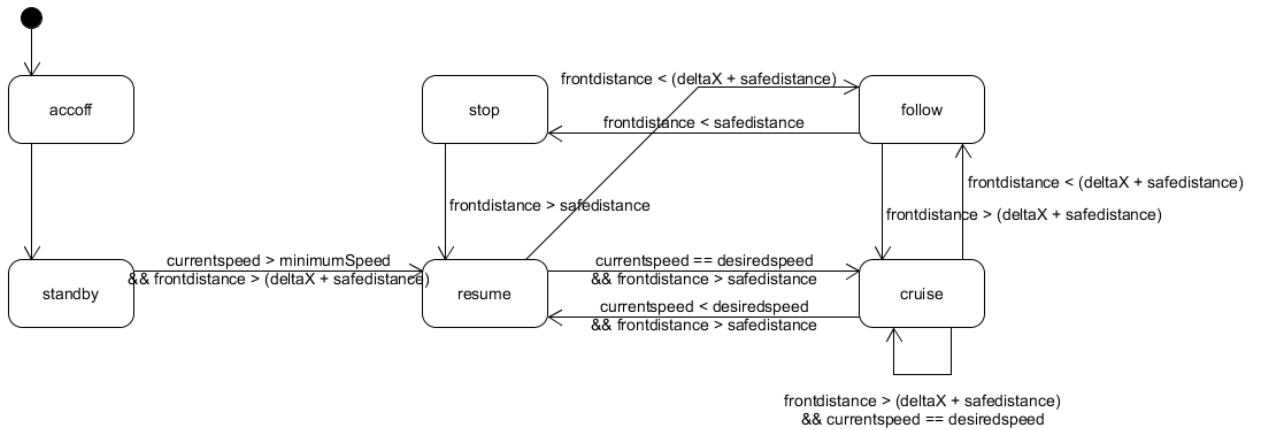 frontdistance < (deltaX + safedistance)
accoff
stop
follow
frontdistance < safedistance
frontdistance < (deltaX + safedistance)
frontdistance > safedistance
frontdistance > (deltaX + safedistance)
currentspeed > minimumSpeed
&& frontdistance > (deltaX + safedistance)
currentspeed == desiredspeed
&& frontdistance > safedistance
standby
resume
cruise
currentspeed < desiredspeed
&& frontdistance > safedistance
frontdistance > (deltaX + safedistance)
&& currentspeed == desiredspeed